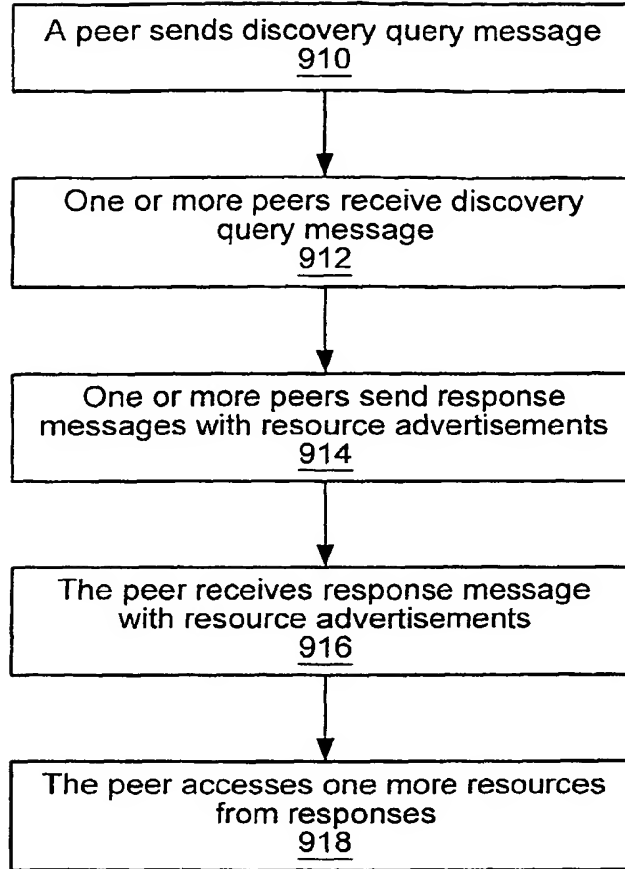 A peer sends discovery query message
910
One or more peers receive discovery
query message
912
One or more peers send response
messages with resource advertisements
914
The peer receives response message
with resource advertisements
916
The peer accesses one more resources
from responses
918